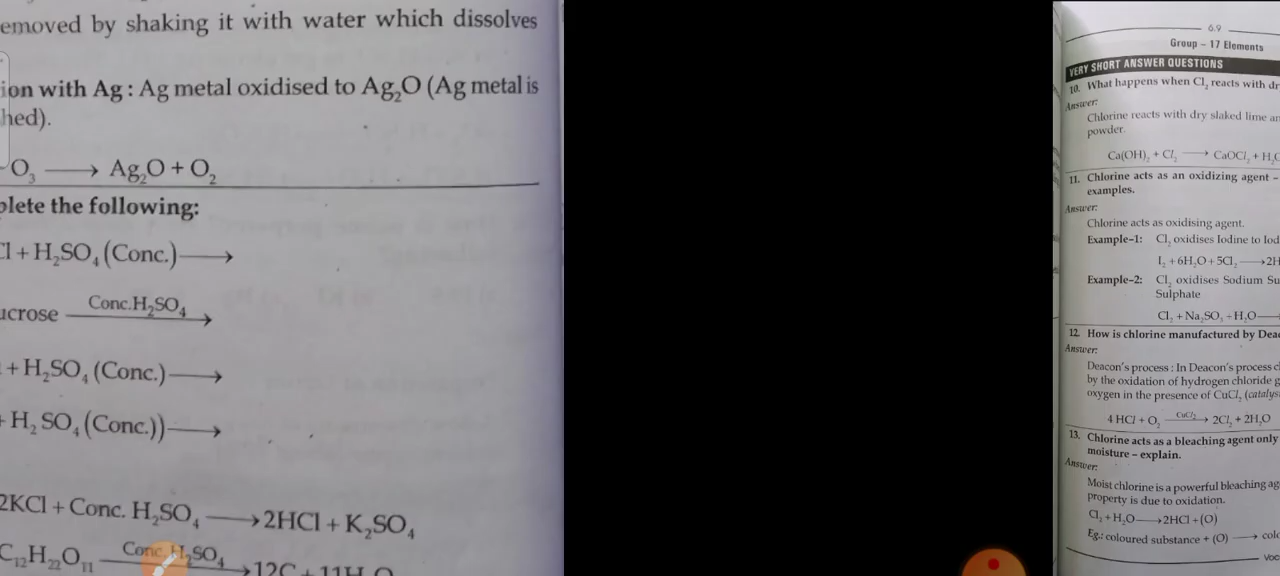 emoved by shaking it with water which dissolves
ion with Ag : Ag metal oxidised to Ag₂O (Ag metal is
hed).
O₃ ⟶ Ag₂O + O₂
plete the following:
Cl + H₂SO₄ (Conc.) ⟶
ucrose Conc.H₂SO₄ ⟶
+ H₂SO₄ (Conc.) ⟶
+ H₂ SO₄ (Conc.)) ⟶
2KCl + Conc. H₂SO₄ ⟶ 2HCl + K₂SO₄
C₁₂H₂₂O₁₁ Conc. H₂SO₄ ⟶ 12C + 11H₂O
6.9
Group – 17 Elements
VERY SHORT ANSWER QUESTIONS
10. What happens when Cl₂ reacts with dr
Answer:
Chlorine reacts with dry slaked lime an
powder.
Ca(OH)₂ + Cl₂ ⟶ CaOCl₂ + H₂O
11. Chlorine acts as an oxidizing agent –
examples.
Answer:
Chlorine acts as oxidising agent.
Example–1: Cl₂ oxidises Iodine to Iod
I₂ + 6H₂O + 5Cl₂ ⟶ 2H
Example–2: Cl₂ oxidises Sodium Su
Sulphate
Cl₂ + Na₂SO₃ + H₂O ⟶
12. How is chlorine manufactured by Deac
Answer:
Deacon's process : In Deacon's process c
by the oxidation of hydrogen chloride g
oxygen in the presence of CuCl₂ (catalys
4 HCl + O₂ CuCl₂ ⟶ 2Cl₂ + 2H₂O
13. Chlorine acts as a bleaching agent only
moisture – explain.
Answer:
Moist chlorine is a powerful bleaching ag
property is due to oxidation.
Cl₂ + H₂O ⟶ 2HCl + (O)
Eg.: coloured substance + (O) ⟶ colo
VOC